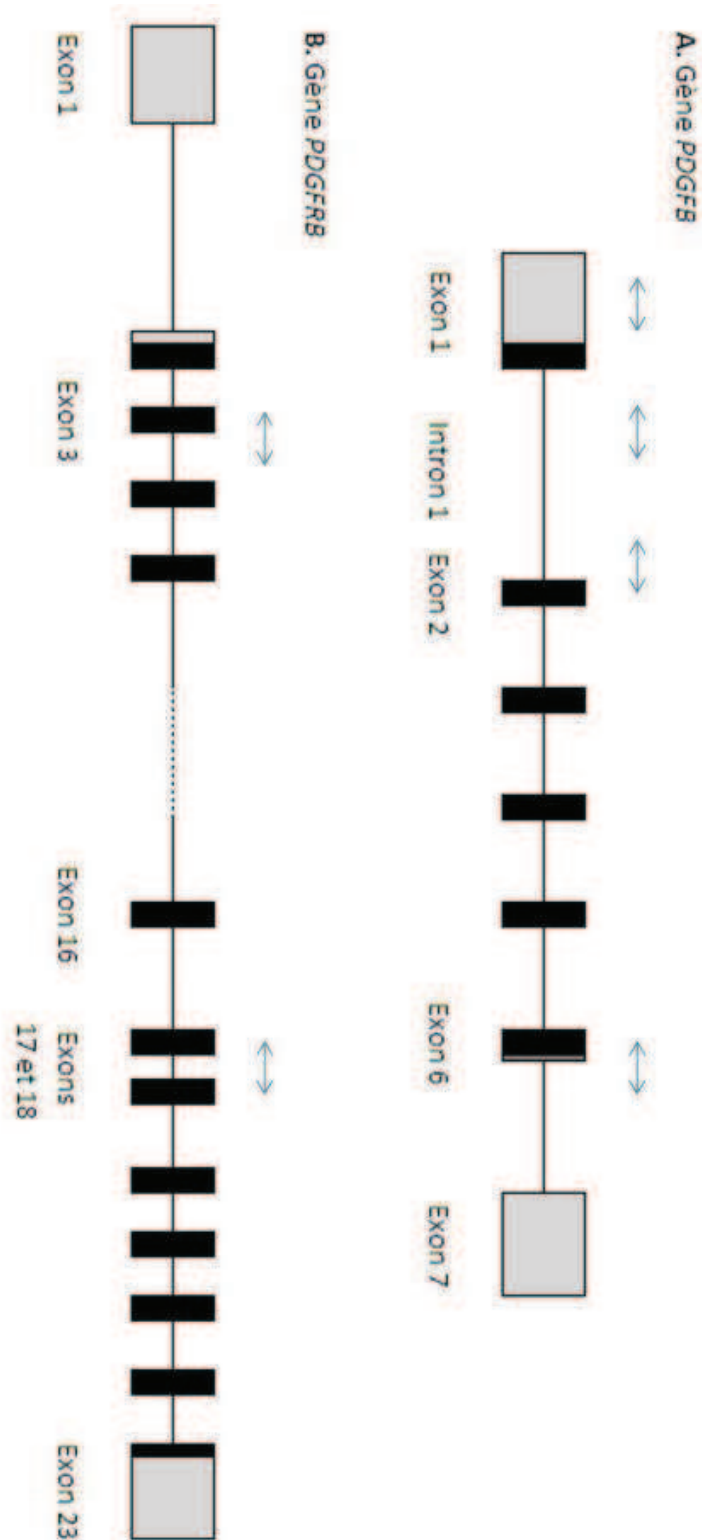 A. Gène PDGFB
Exon 1
Intron 1
Exon 2
Exon 6
Exon 7
B. Gène PDGFRB
Exon 1
Exon 3
Exon 16
Exons
17 et 18
Exon 23